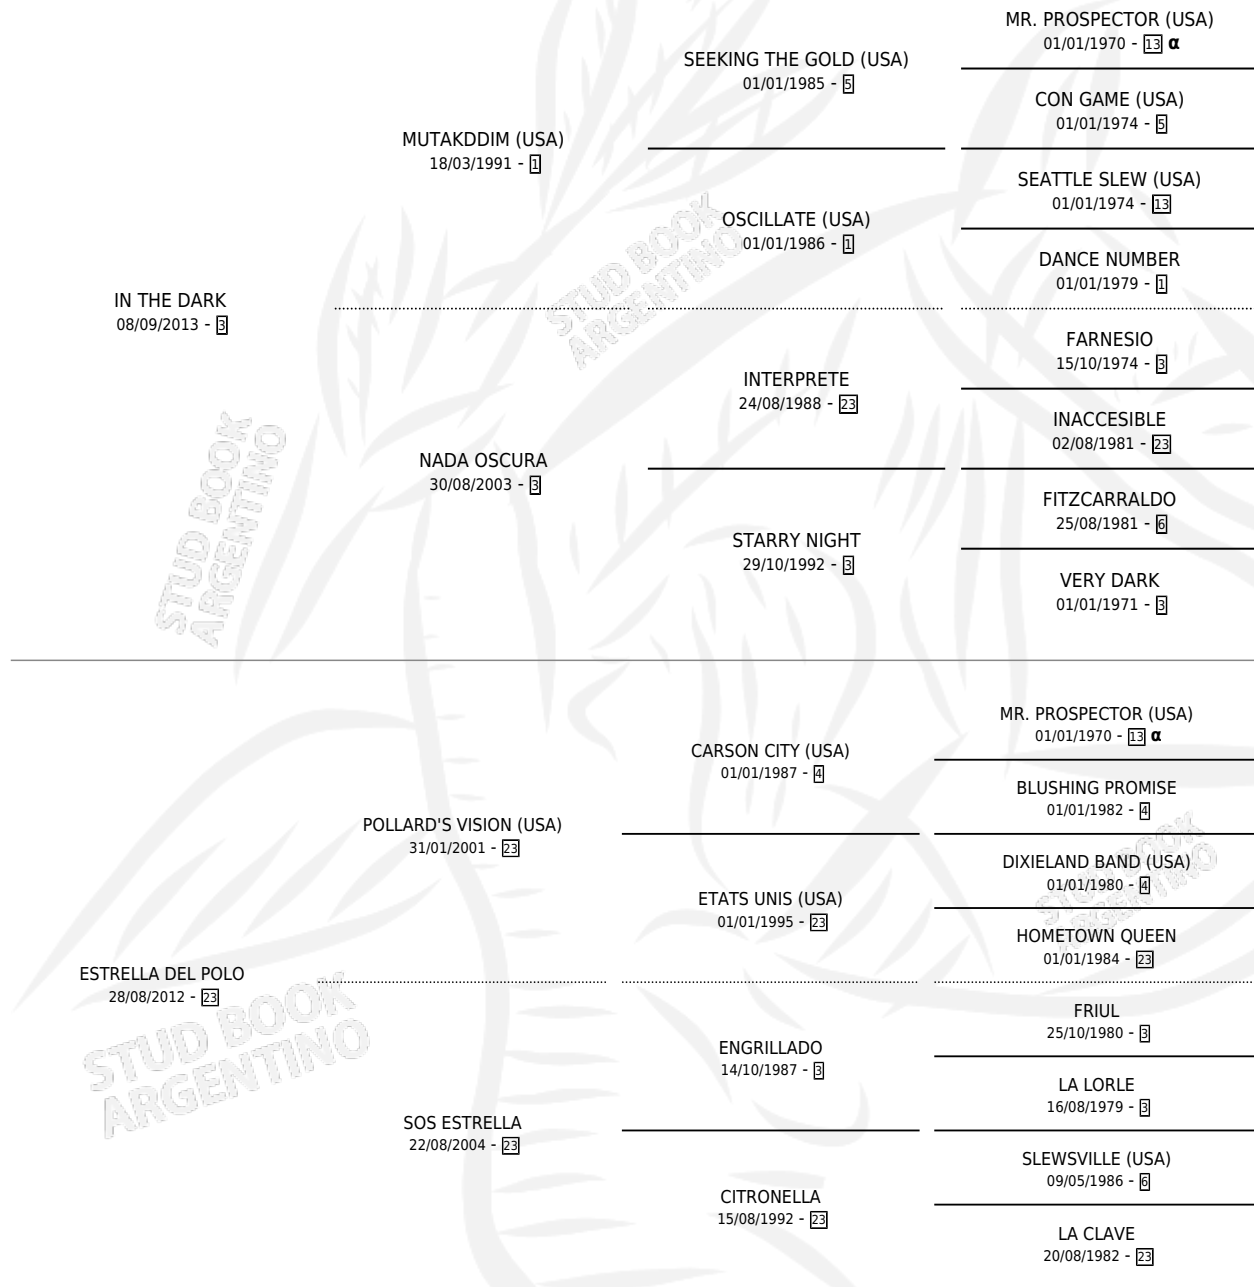 MR. PROSPECTOR (USA)
01/01/1970 - 13 α
SEEKING THE GOLD (USA)
01/01/1985 - 5
CON GAME (USA)
01/01/1974 - 5
MUTAKDDIM (USA)
18/03/1991 - 1
SEATTLE SLEW (USA)
01/01/1974 - 13
OSCILLATE (USA)
01/01/1986 - 1
DANCE NUMBER
01/01/1979 - 1
IN THE DARK
08/09/2013 - 3
FARNESIO
15/10/1974 - 3
INTERPRETE
24/08/1988 - 23
INACCESIBLE
02/08/1981 - 23
NADA OSCURA
30/08/2003 - 3
FITZCARRALDO
25/08/1981 - 6
STARRY NIGHT
29/10/1992 - 3
VERY DARK
01/01/1971 - 3
STUD BOOK
ARGENTINO
STUD BOOK
ARGENTINO
MR. PROSPECTOR (USA)
01/01/1970 - 13 α
CARSON CITY (USA)
01/01/1987 - 4
BLUSHING PROMISE
01/01/1982 - 4
POLLARD'S VISION (USA)
31/01/2001 - 23
DIXIELAND BAND (USA)
01/01/1980 - 4
ETATS UNIS (USA)
01/01/1995 - 23
HOMETOWN QUEEN
01/01/1984 - 23
ESTRELLA DEL POLO
28/08/2012 - 23
FRIUL
25/10/1980 - 3
ENGRILLADO
14/10/1987 - 3
LA LORLE
16/08/1979 - 3
SOS ESTRELLA
22/08/2004 - 23
SLEWSVILLE (USA)
09/05/1986 - 6
CITRONELLA
15/08/1992 - 23
LA CLAVE
20/08/1982 - 23
STUD BOOK
ARGENTINO
STUD BOOK
ARGENTINO